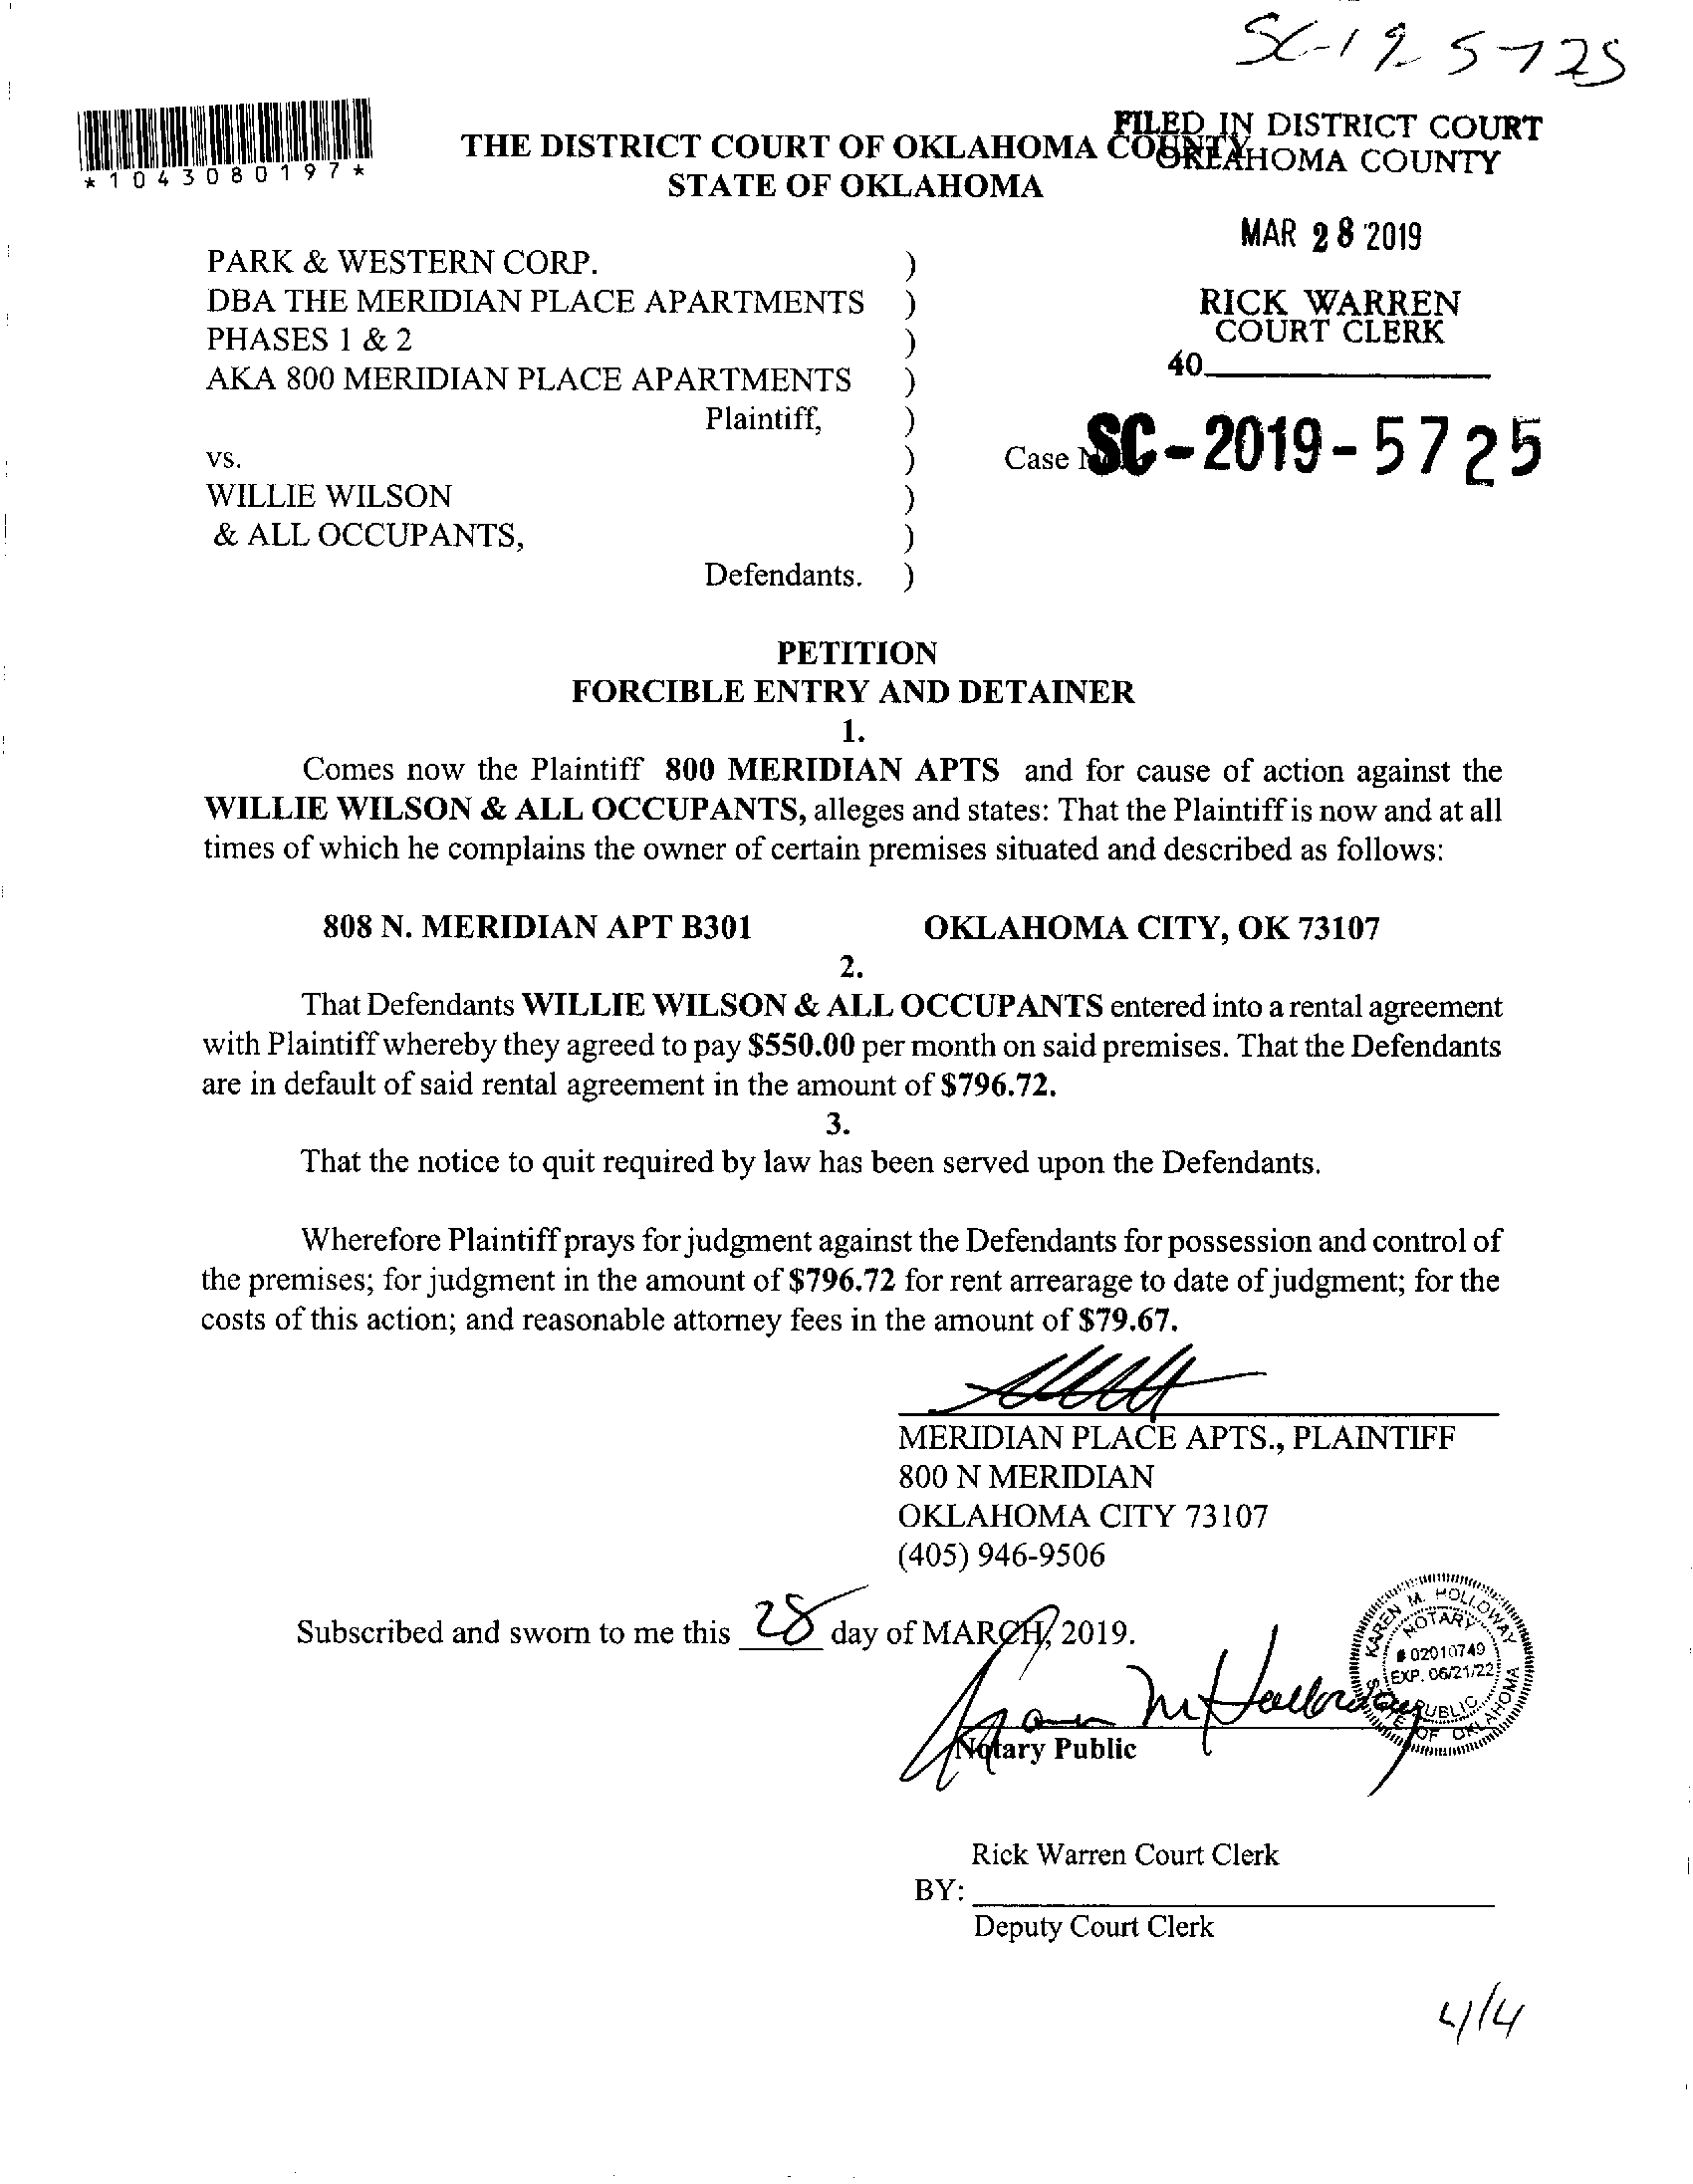 SC-19-5725
*1043080197*
THE DISTRICT COURT OF OKLAHOMA COUNTY
STATE OF OKLAHOMA
FILED IN DISTRICT COURT
OKLAHOMA COUNTY
MAR 28 2019
RICK WARREN
COURT CLERK
40
PARK & WESTERN CORP. )
DBA THE MERIDIAN PLACE APARTMENTS )
PHASES 1 & 2 )
AKA 800 MERIDIAN PLACE APARTMENTS )
Plaintiff, )
vs. ) Case No. SC-2019-5725
WILLIE WILSON )
& ALL OCCUPANTS, )
Defendants. )
PETITION
FORCIBLE ENTRY AND DETAINER
1.
Comes now the Plaintiff 800 MERIDIAN APTS and for cause of action against the
WILLIE WILSON & ALL OCCUPANTS, alleges and states: That the Plaintiff is now and at all
times of which he complains the owner of certain premises situated and described as follows:
808 N. MERIDIAN APT B301 OKLAHOMA CITY, OK 73107
2.
That Defendants WILLIE WILSON & ALL OCCUPANTS entered into a rental agreement
with Plaintiff whereby they agreed to pay $550.00 per month on said premises. That the Defendants
are in default of said rental agreement in the amount of $796.72.
3.
That the notice to quit required by law has been served upon the Defendants.
Wherefore Plaintiff prays for judgment against the Defendants for possession and control of
the premises; for judgment in the amount of $796.72 for rent arrearage to date of judgment; for the
costs of this action; and reasonable attorney fees in the amount of $79.67.
MERIDIAN PLACE APTS., PLAINTIFF
800 N MERIDIAN
OKLAHOMA CITY 73107
(405) 946-9506
Subscribed and sworn to me this 28 day of MARCH, 2019.
Karen M Holloway
Notary Public
KAREN M. HOLLOWAY
NOTARY
# 02010749
EXP. 06/21/22
PUBLIC
STATE OF OKLAHOMA
Rick Warren Court Clerk
BY:
Deputy Court Clerk
4/14